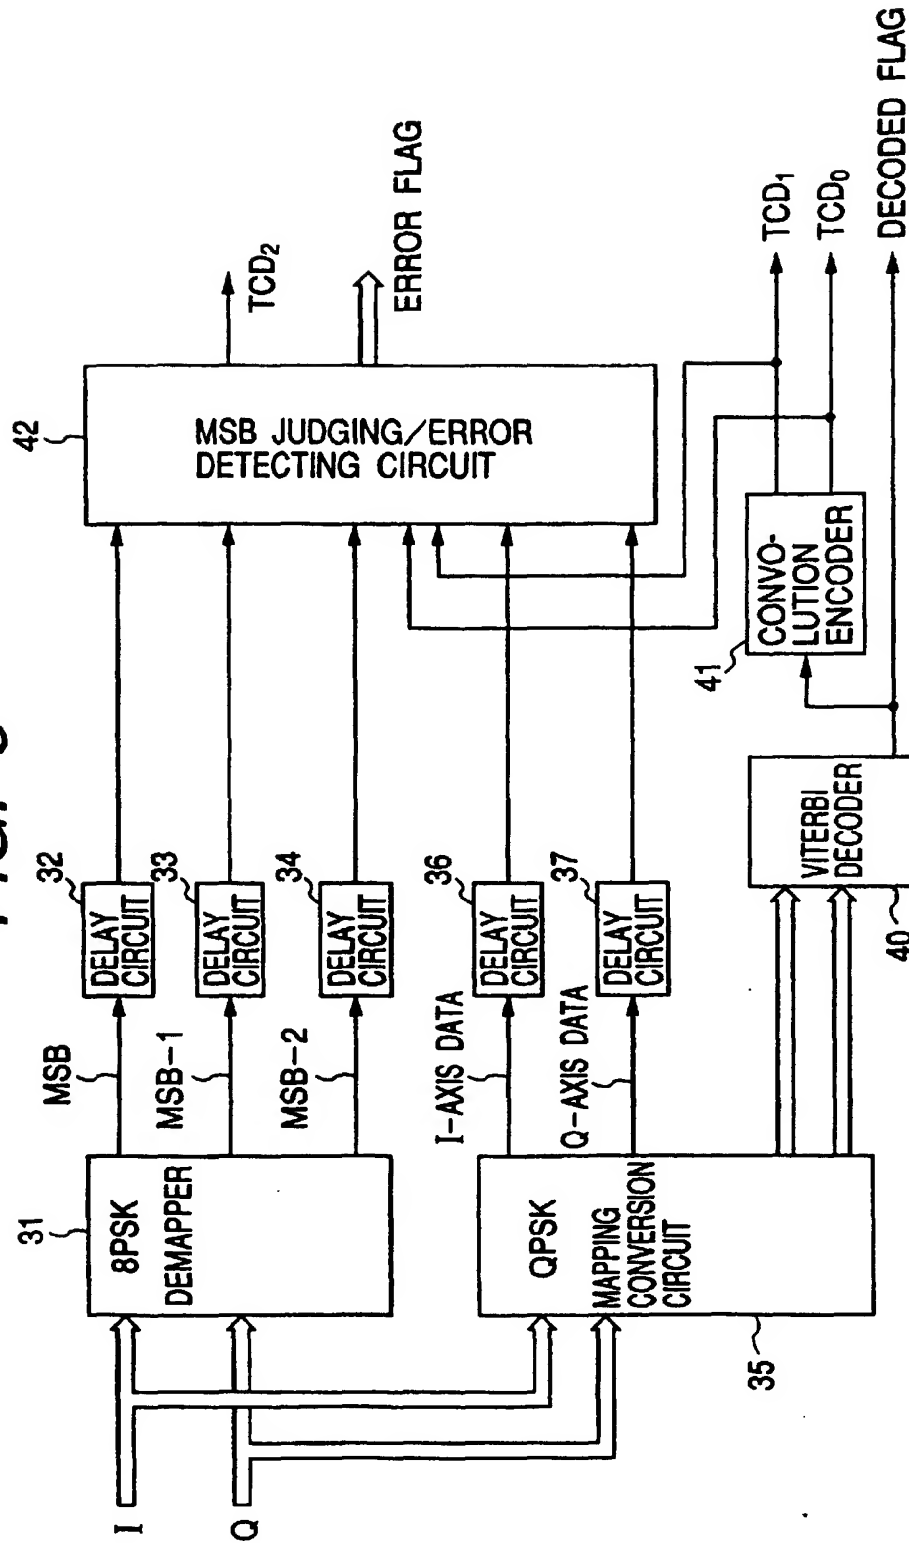 I
Q
31
8PSK
DEMAPPER
MSB
MSB-1
MSB-2
32
DELAY
CIRCUIT
33
DELAY
CIRCUIT
34
DELAY
CIRCUIT
42
MSB JUDGING/ERROR
DETECTING CIRCUIT
TCD₂
ERROR FLAG
35
QPSK
MAPPING
CONVERSION
CIRCUIT
I-AXIS DATA
Q-AXIS DATA
36
DELAY
CIRCUIT
37
DELAY
CIRCUIT
40
VITERBI
DECODER
41
CONVO-
LUTION
ENCODER
TCD₁
TCD₀
DECODED FLAG